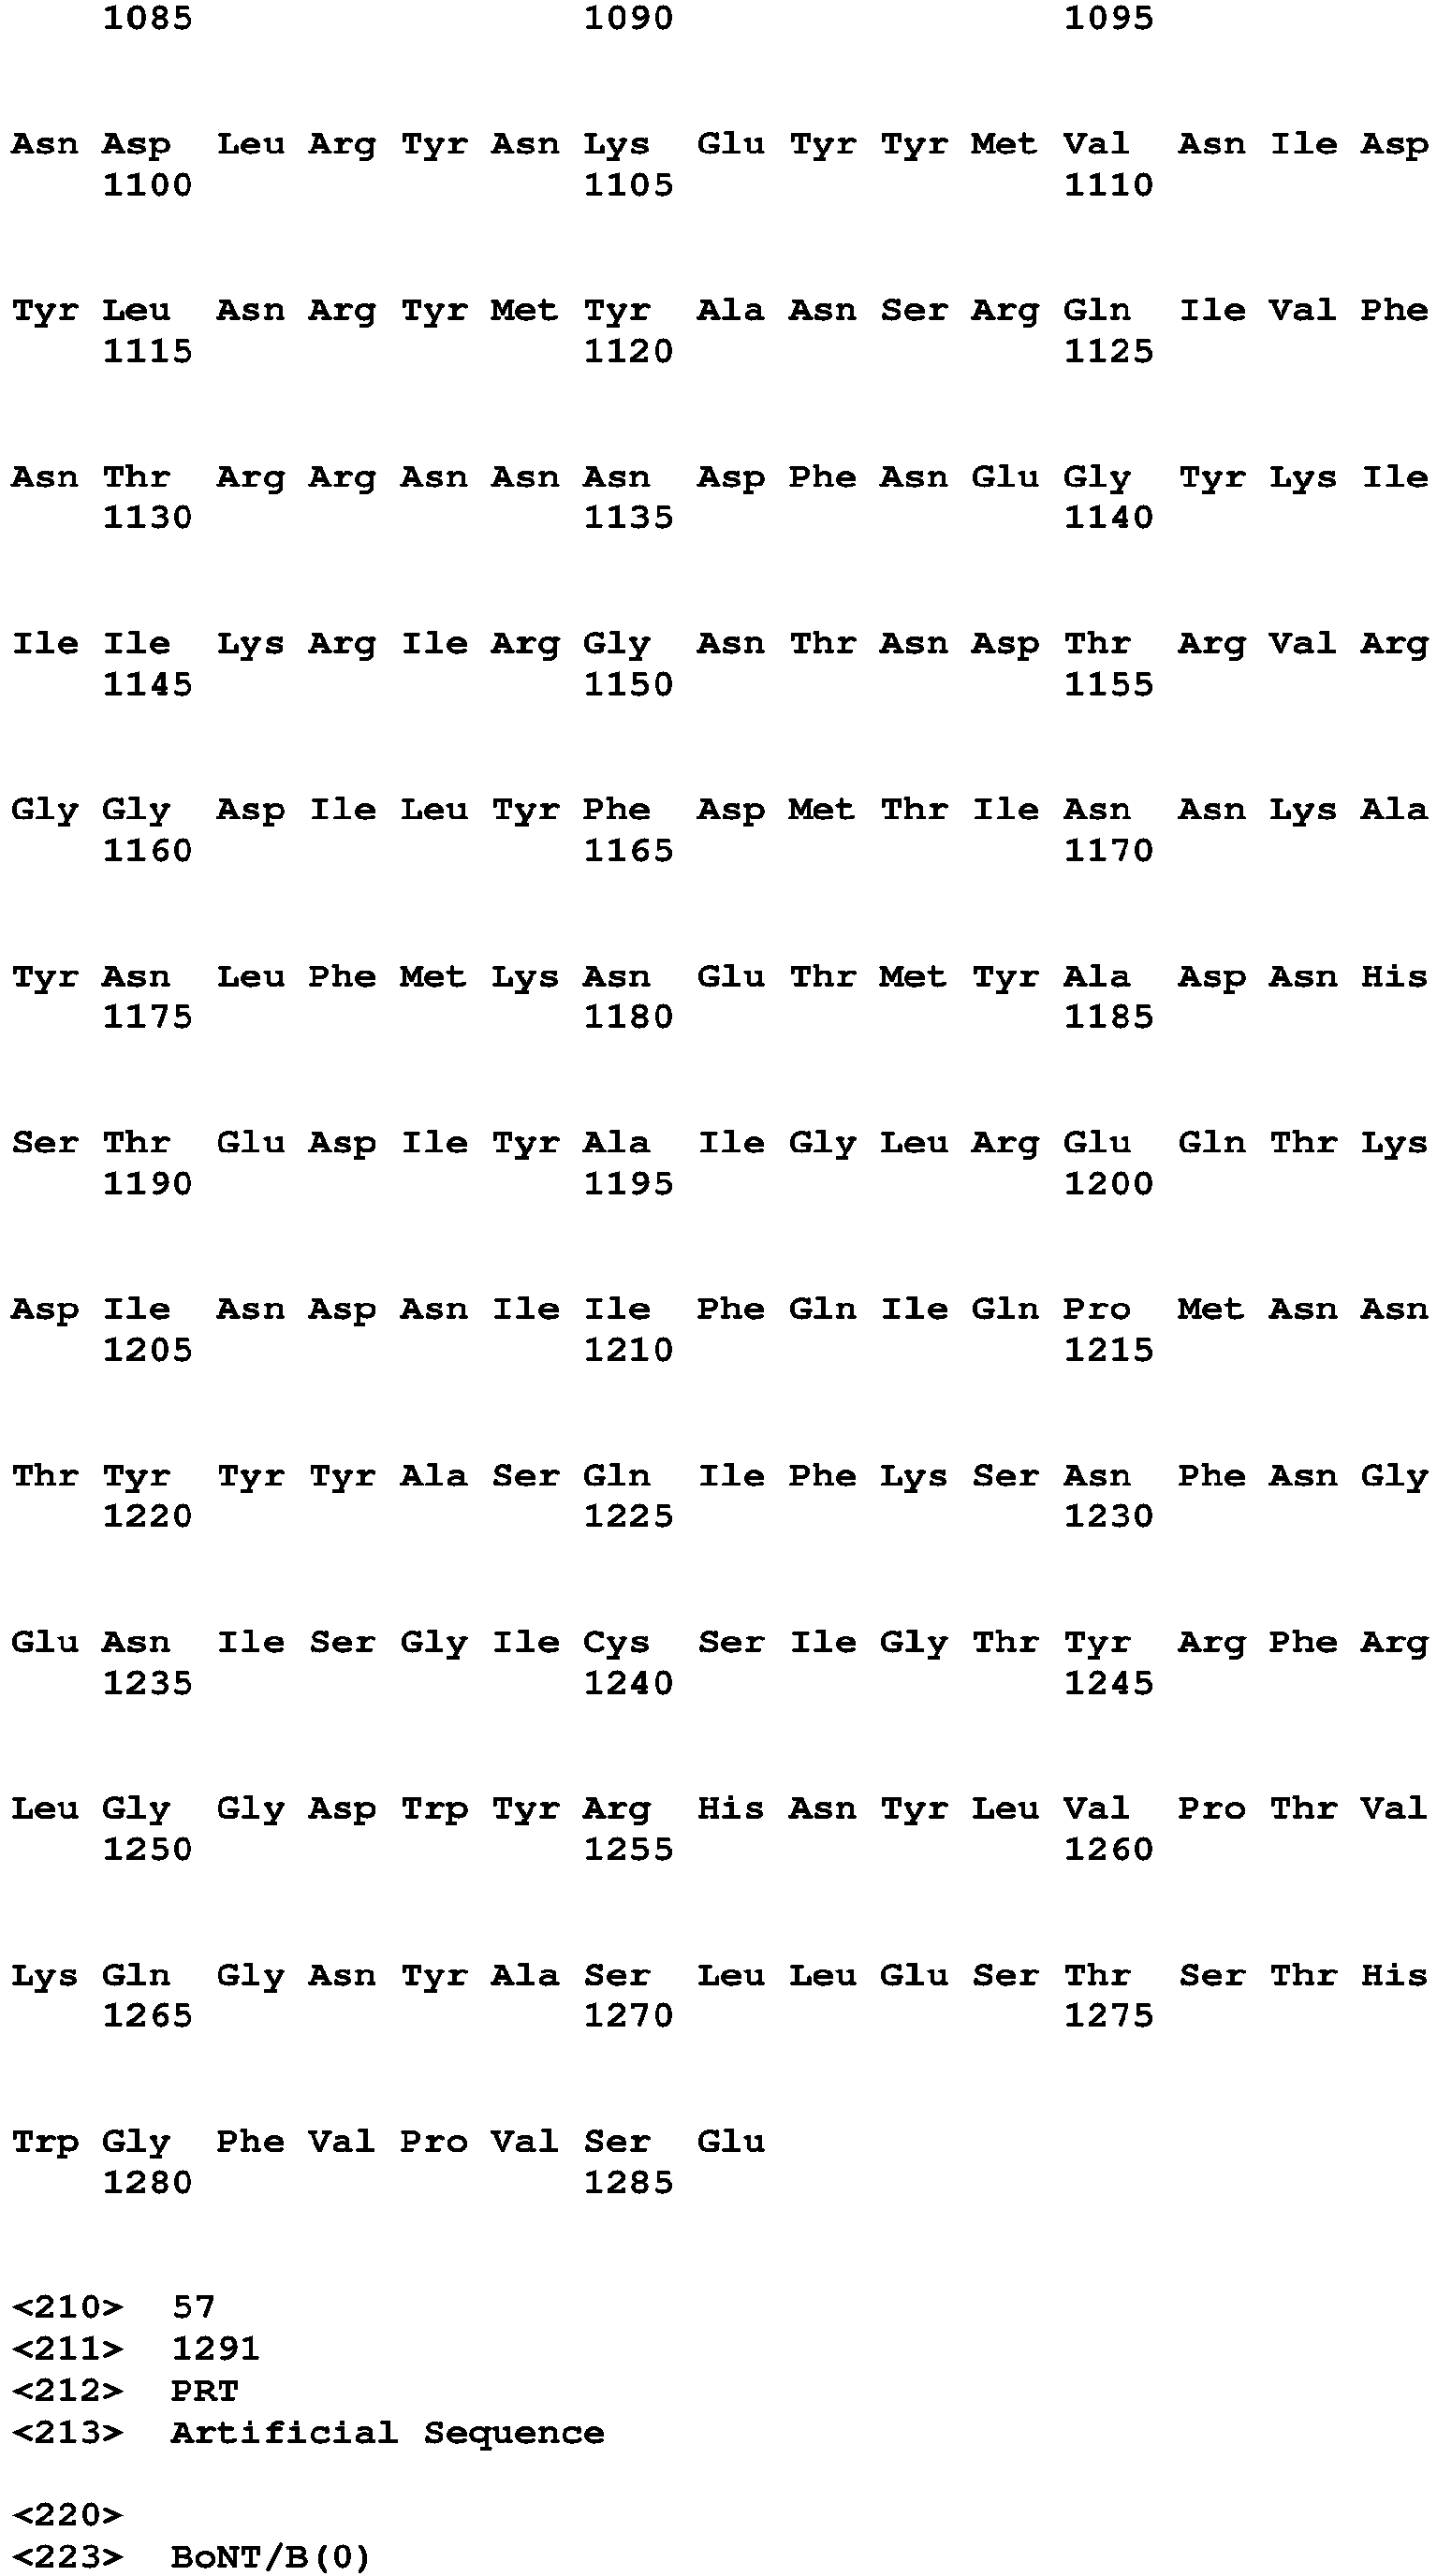 1085 1090 1095
Asn Asp Leu Arg Tyr Asn Lys Glu Tyr Tyr Met Val Asn Ile Asp
1100 1105 1110
Tyr Leu Asn Arg Tyr Met Tyr Ala Asn Ser Arg Gln Ile Val Phe
1115 1120 1125
Asn Thr Arg Arg Asn Asn Asn Asp Phe Asn Glu Gly Tyr Lys Ile
1130 1135 1140
Ile Ile Lys Arg Ile Arg Gly Asn Thr Asn Asp Thr Arg Val Arg
1145 1150 1155
Gly Gly Asp Ile Leu Tyr Phe Asp Met Thr Ile Asn Asn Lys Ala
1160 1165 1170
Tyr Asn Leu Phe Met Lys Asn Glu Thr Met Tyr Ala Asp Asn His
1175 1180 1185
Ser Thr Glu Asp Ile Tyr Ala Ile Gly Leu Arg Glu Gln Thr Lys
1190 1195 1200
Asp Ile Asn Asp Asn Ile Ile Phe Gln Ile Gln Pro Met Asn Asn
1205 1210 1215
Thr Tyr Tyr Tyr Ala Ser Gln Ile Phe Lys Ser Asn Phe Asn Gly
1220 1225 1230
Glu Asn Ile Ser Gly Ile Cys Ser Ile Gly Thr Tyr Arg Phe Arg
1235 1240 1245
Leu Gly Gly Asp Trp Tyr Arg His Asn Tyr Leu Val Pro Thr Val
1250 1255 1260
Lys Gln Gly Asn Tyr Ala Ser Leu Leu Glu Ser Thr Ser Thr His
1265 1270 1275
Trp Gly Phe Val Pro Val Ser Glu
1280 1285
<210> 57
<211> 1291
<212> PRT
<213> Artificial Sequence
<220>
<223> BoNT/B(0)